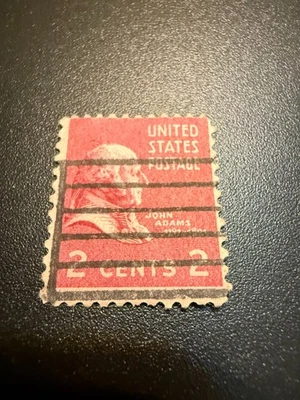 UNITED
STATES
POSTAGE
JOHN
ADAMS
2 CENTS 2